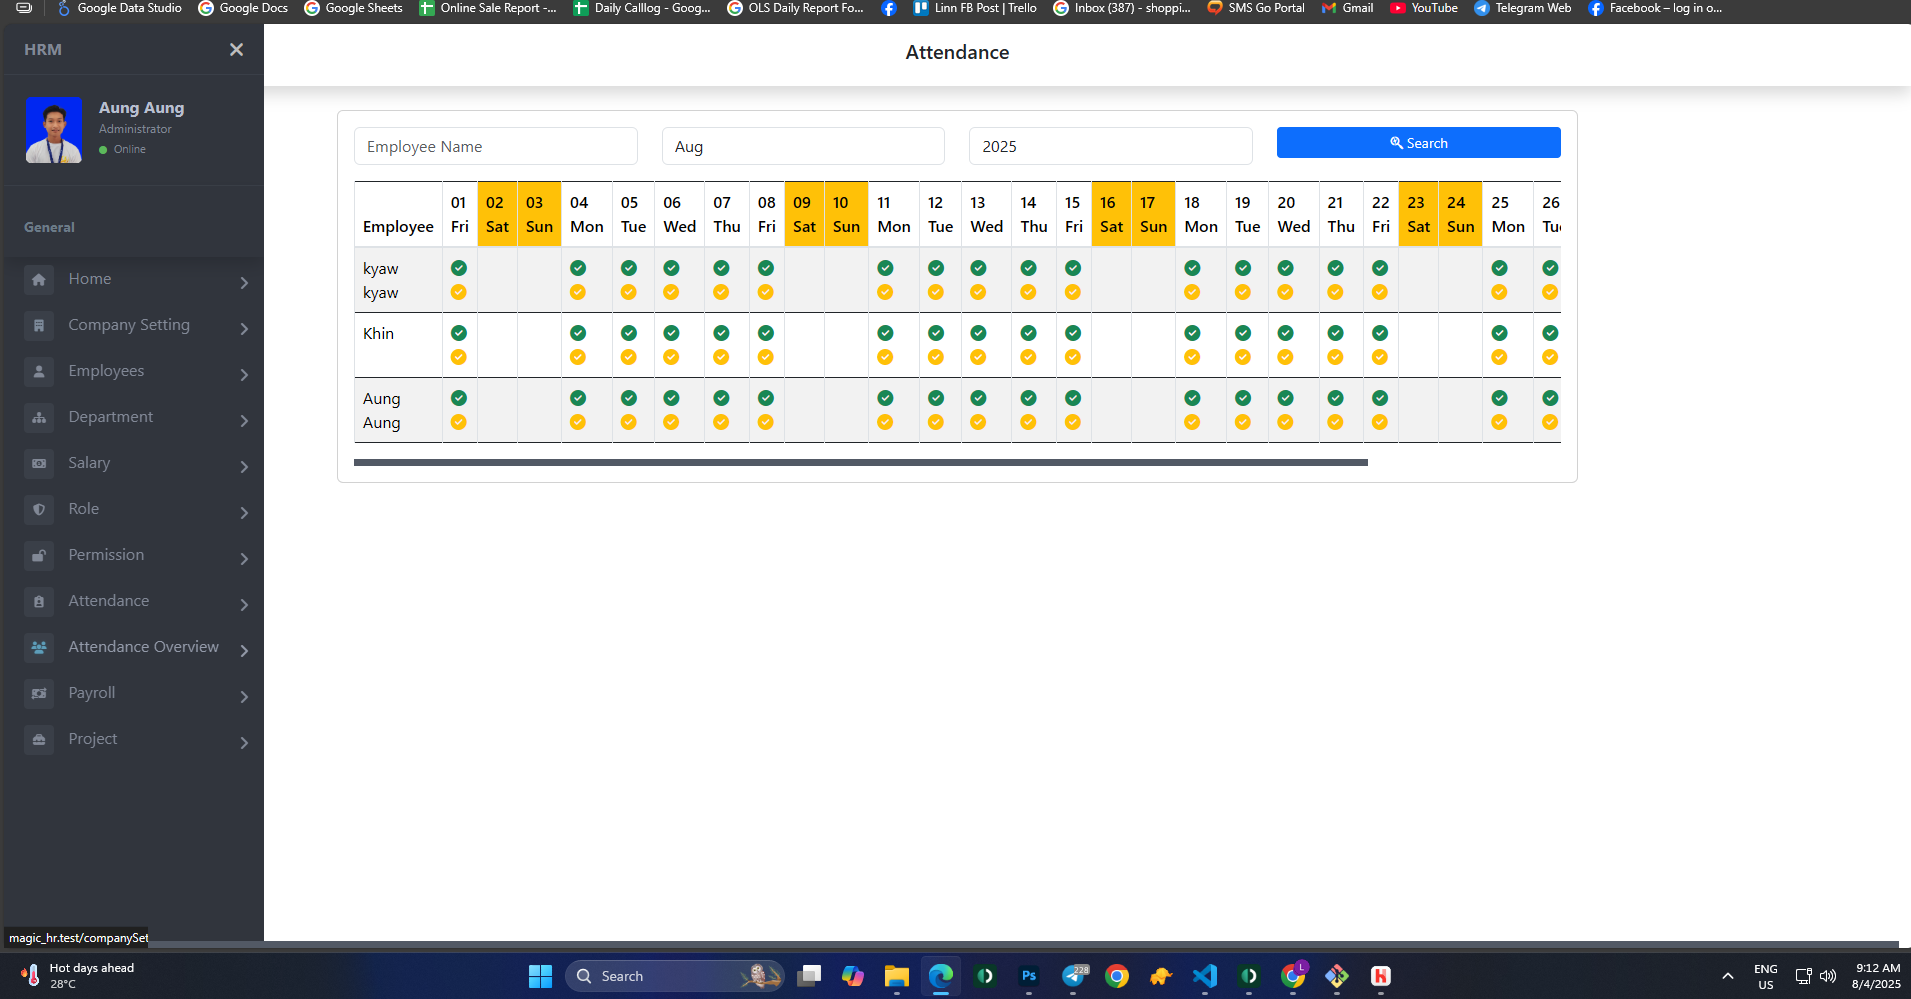 Google Data Studio Google Docs Google Sheets Online Sale Report -... Daily Calllog - Goog... OLS Daily Report Fo... Linn FB Post | Trello Inbox (387) - shoppi... SMS Go Portal Gmail YouTube Telegram Web Facebook – log in o...
HRM
Aung Aung
Administrator
Online
General
Home
Company Setting
Employees
Department
Salary
Role
Permission
Attendance
Attendance Overview
Payroll
Project
magic_hr.test/companySet
Attendance
Employee Name Aug 2025 Search
01 02 03 04 05 06 07 08 09 10 11 12 13 14 15 16 17 18 19 20 21 22 23 24 25 26
Employee Fri Sat Sun Mon Tue Wed Thu Fri Sat Sun Mon Tue Wed Thu Fri Sat Sun Mon Tue Wed Thu Fri Sat Sun Mon Tu
kyaw
kyaw
Khin
Aung
Aung
Hot days ahead
28°C
Search
Ps
228
L
ENG
US
9:12 AM
8/4/2025